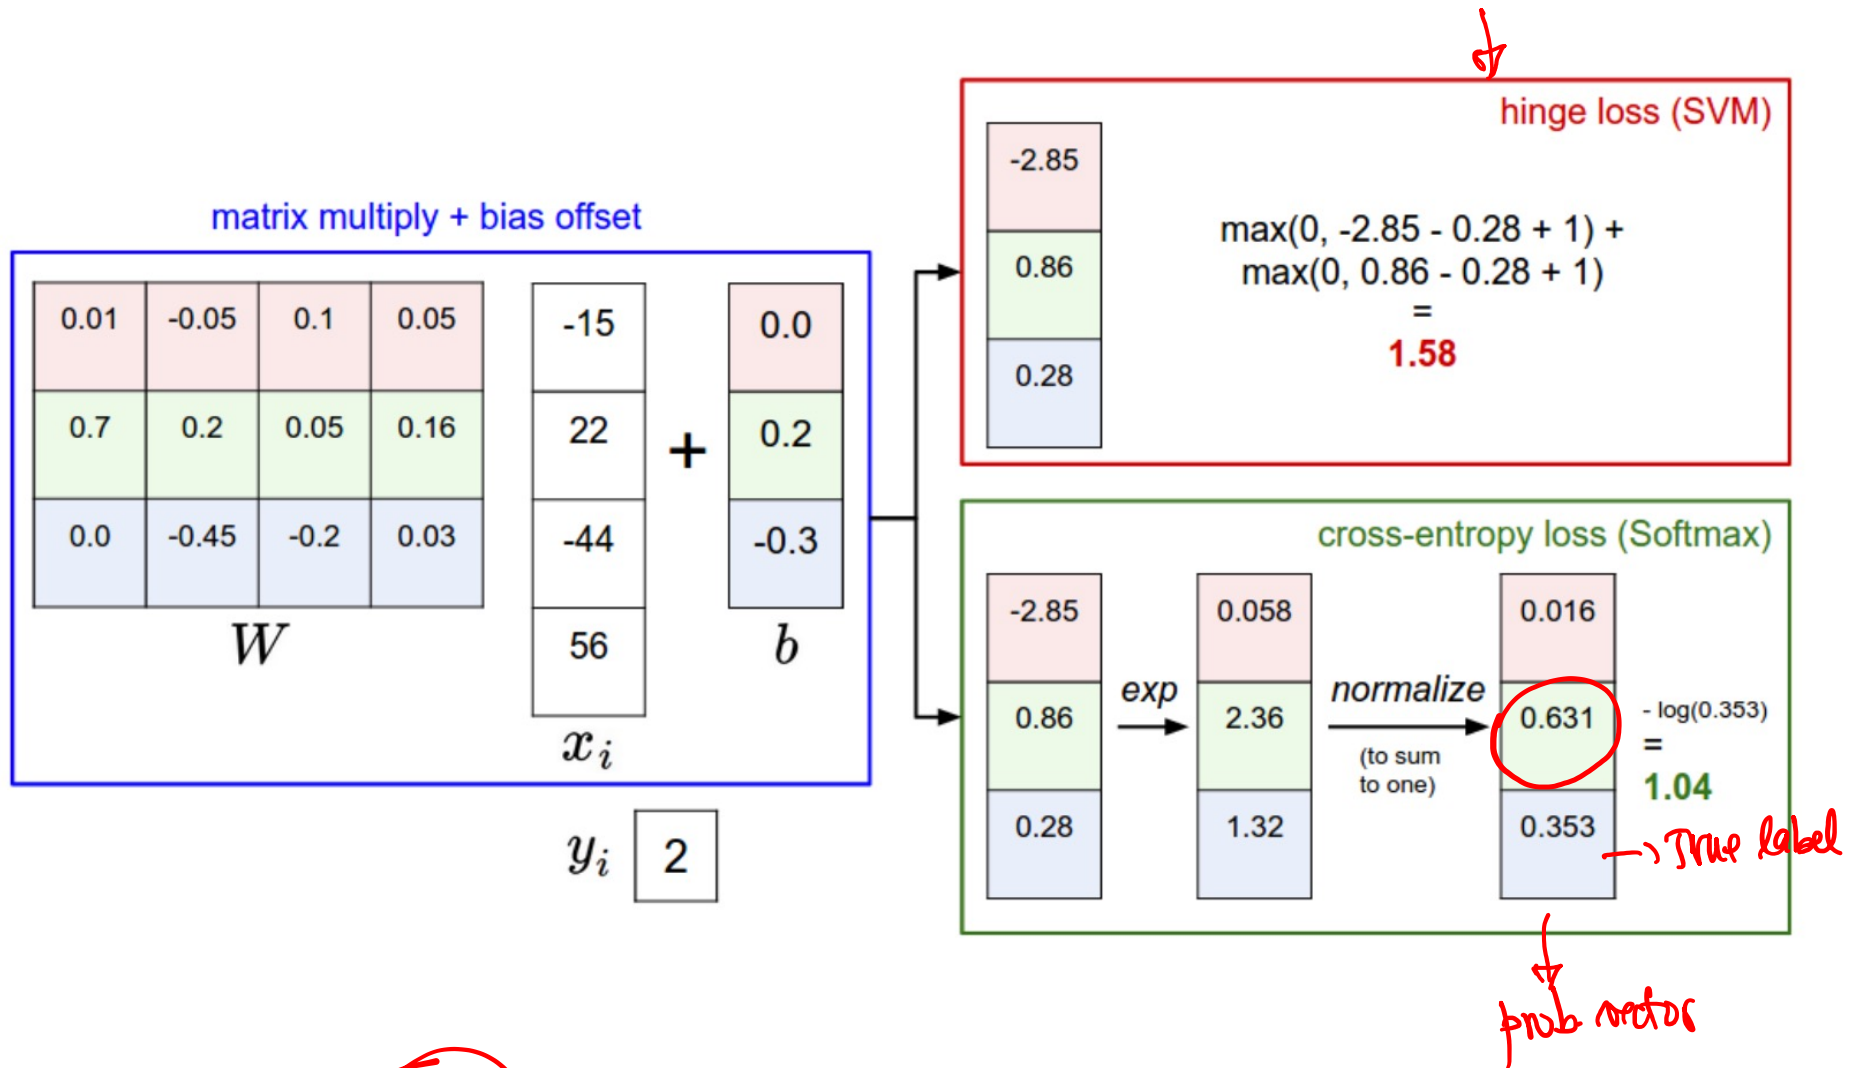 matrix multiply + bias offset
0.01 -0.05 0.1 0.05
0.7 0.2 0.05 0.16
0.0 -0.45 -0.2 0.03
W
-15
22
-44
56
x_i
+
0.0
0.2
-0.3
b
y_i 2
hinge loss (SVM)
-2.85
0.86
0.28
max(0, -2.85 - 0.28 + 1) +
max(0, 0.86 - 0.28 + 1)
=
1.58
cross-entropy loss (Softmax)
-2.85
0.86
0.28
exp
0.058
2.36
1.32
normalize
(to sum
to one)
0.016
0.631
0.353
- log(0.353)
=
1.04
True label
prob vector